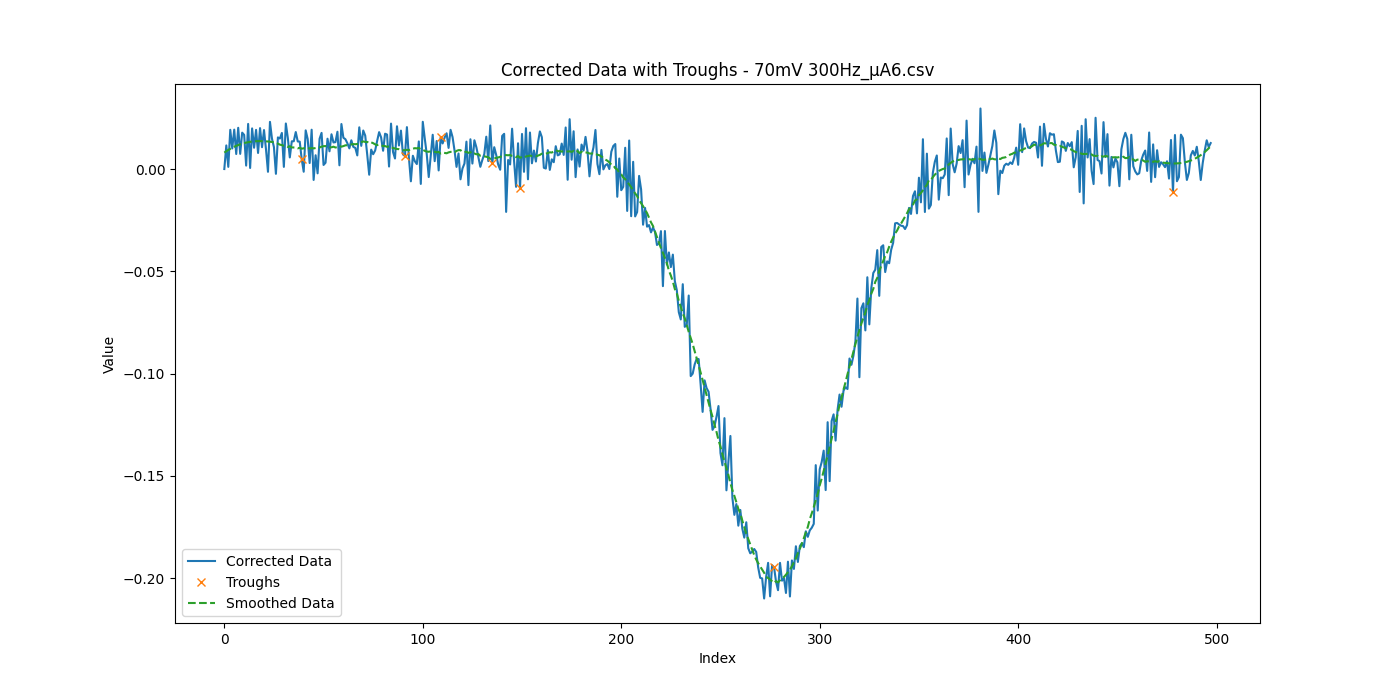 Corrected Data with Troughs - 70mV 300Hz_µA6.csv
Value
0.00
−0.05
−0.10
−0.15
−0.20
Corrected Data
Troughs
Smoothed Data
0
100
200
300
400
500
Index